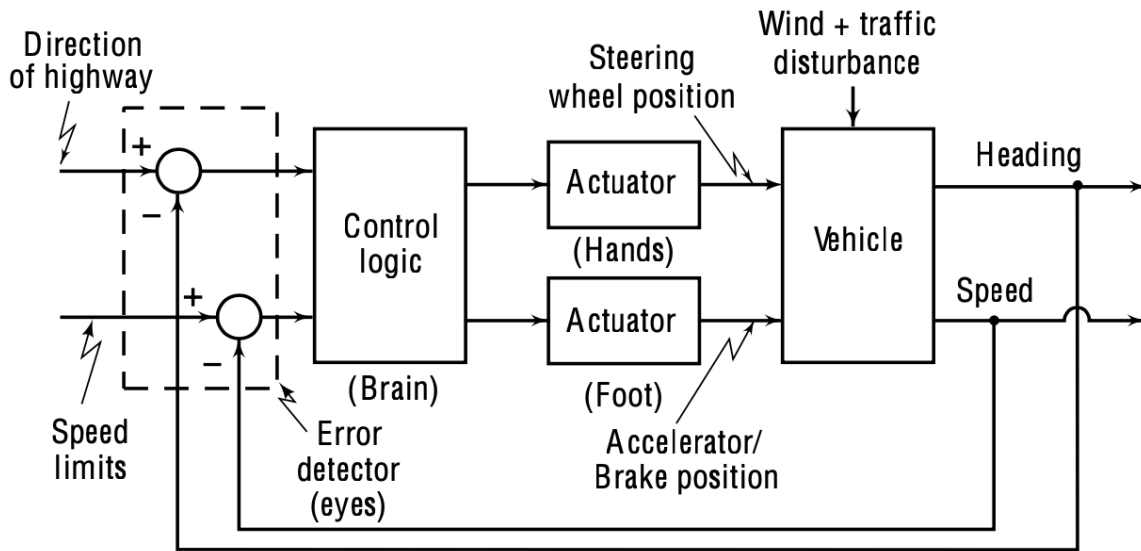 Direction
of highway
Wind + traffic
disturbance
Steering
wheel position
+
−
Control
logic
(Brain)
Actuator
(Hands)
Vehicle
Heading
Speed
+
−
Actuator
(Foot)
Speed
limits
Error
detector
(eyes)
Accelerator/
Brake position